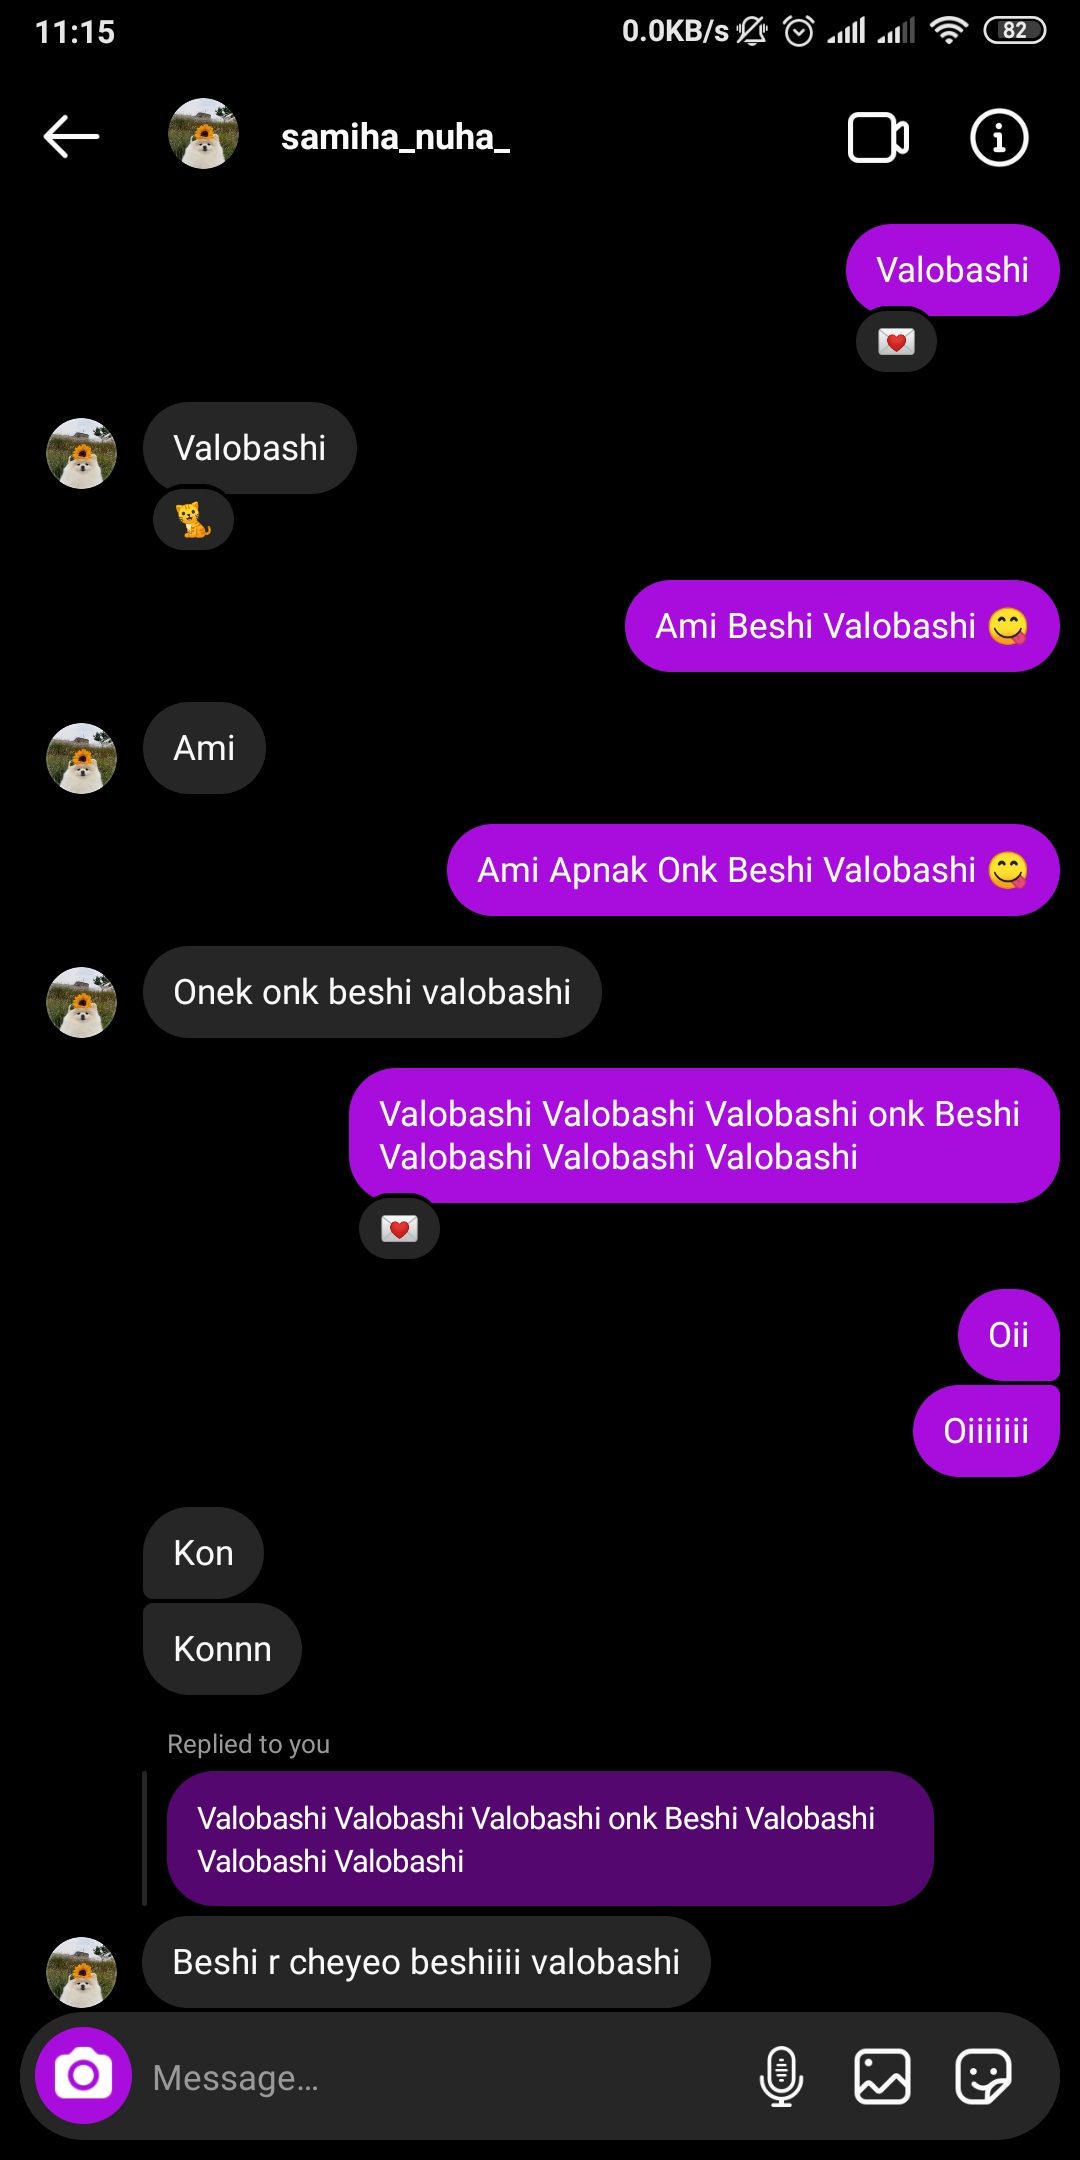 11:15
0.0KB/s
82
samiha_nuha_
Valobashi
Valobashi
Ami Beshi Valobashi 😋
Ami
Ami Apnak Onk Beshi Valobashi 😋
Onek onk beshi valobashi
Valobashi Valobashi Valobashi onk Beshi
Valobashi Valobashi Valobashi
Oii
Oiiiiiii
Kon
Konnn
Replied to you
Valobashi Valobashi Valobashi onk Beshi Valobashi
Valobashi Valobashi
Beshi r cheyeo beshiiii valobashi
Message...